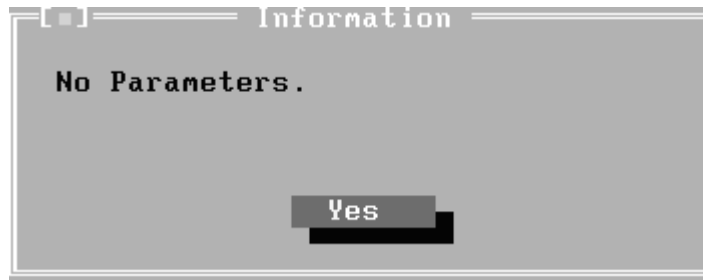 Information
No Parameters.
Yes